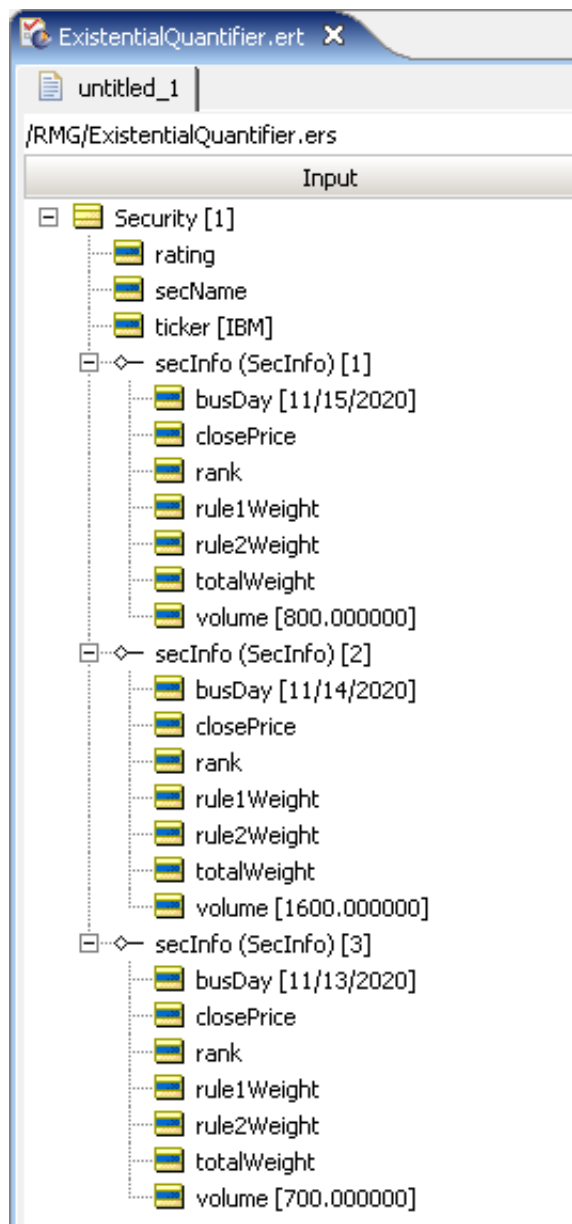 ExistentialQuantifier.ert
untitled_1
/RMG/ExistentialQuantifier.ers
Input
Security [1]
rating
secName
ticker [IBM]
secInfo (SecInfo) [1]
busDay [11/15/2020]
closePrice
rank
rule1Weight
rule2Weight
totalWeight
volume [800.000000]
secInfo (SecInfo) [2]
busDay [11/14/2020]
closePrice
rank
rule1Weight
rule2Weight
totalWeight
volume [1600.000000]
secInfo (SecInfo) [3]
busDay [11/13/2020]
closePrice
rank
rule1Weight
rule2Weight
totalWeight
volume [700.000000]